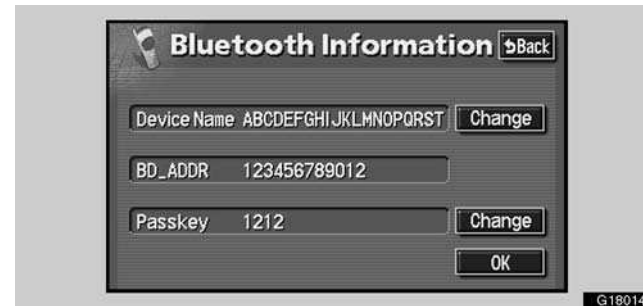 Bluetooth Information Back
Device Name ABCDEFGHIJKLMNOPQRST Change
BD_ADDR 123456789012
Passkey 1212 Change
OK
G18014